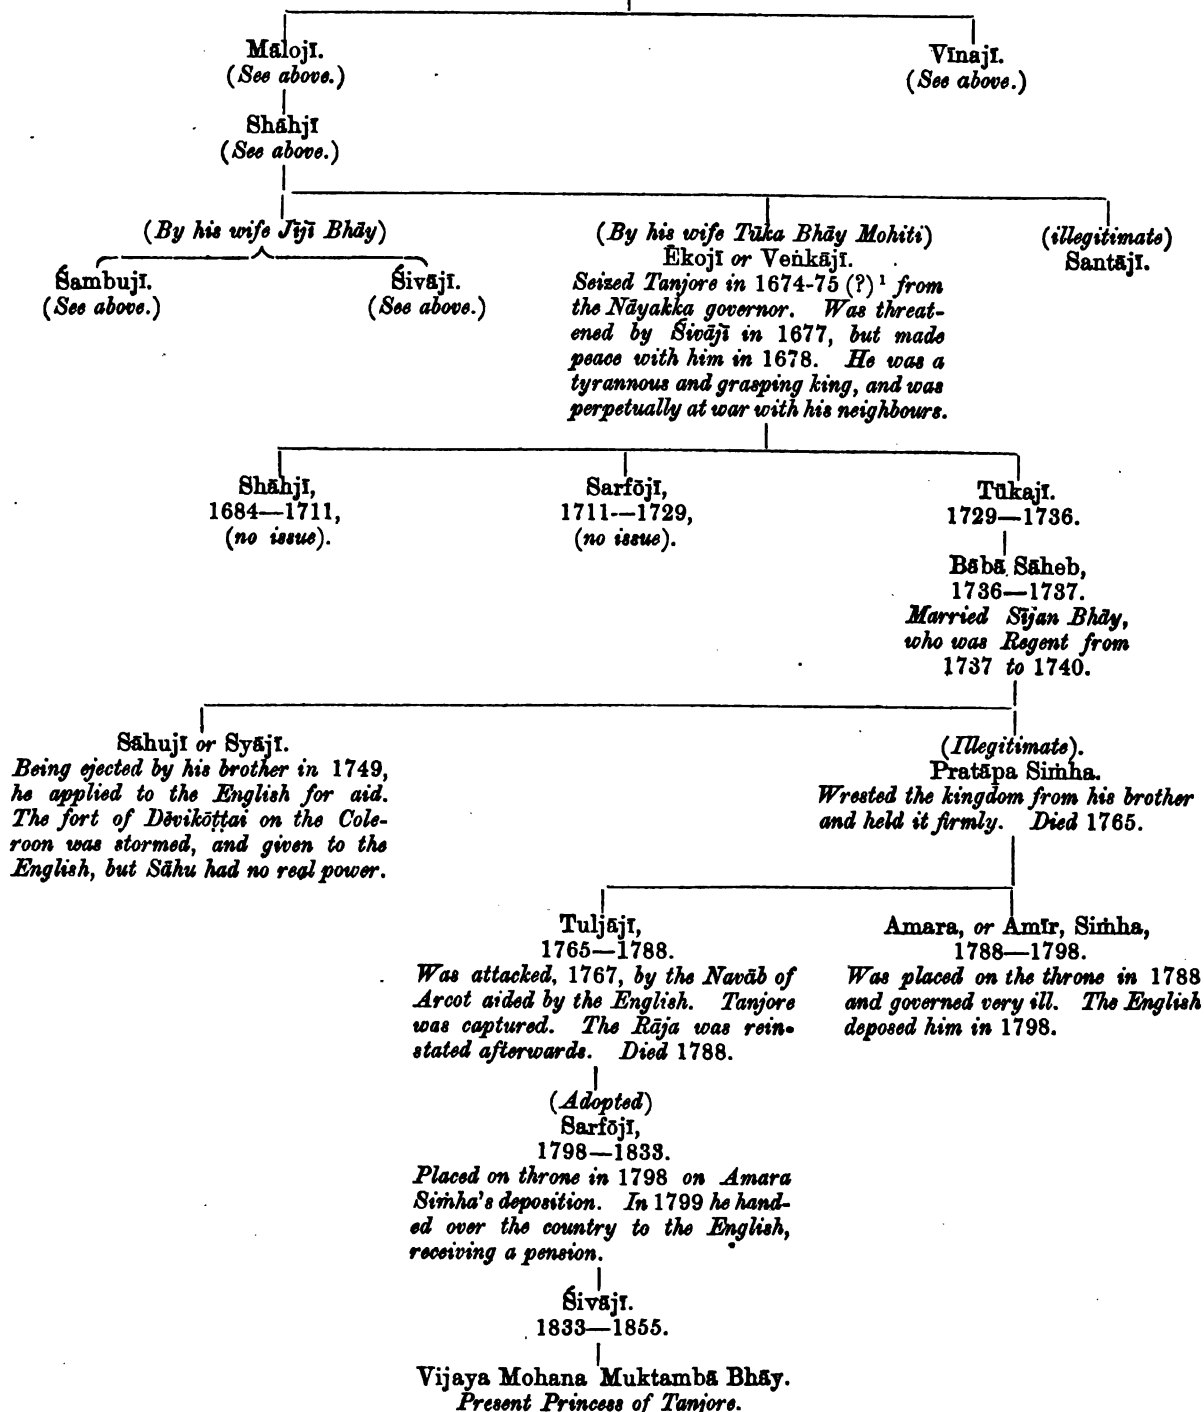 Mālojī.
(See above.)
Vīnajī.
(See above.)
Shāhjī
(See above.)
(By his wife Jījī Bhāy)
Śambujī.
(See above.)
Śivājī.
(See above.)
(By his wife Tūka Bhāy Mohiti)
Ēkojī or Veṅkājī.
Seized Tanjore in 1674-75 (?) ¹ from
the Nāyakka governor. Was threat-
ened by Śivājī in 1677, but made
peace with him in 1678. He was a
tyrannous and grasping king, and was
perpetually at war with his neighbours.
(illegitimate)
Santājī.
Shāhjī,
1684—1711,
(no issue).
Sarfōjī,
1711—1729,
(no issue).
Tūkajī.
1729—1736.
Bābā Sāheb,
1736—1737.
Married Sījan Bhāy,
who was Regent from
1737 to 1740.
Sāhujī or Syājī.
Being ejected by his brother in 1749,
he applied to the English for aid.
The fort of Dēvikōṭṭai on the Cole-
roon was stormed, and given to the
English, but Sāhu had no real power.
(Illegitimate).
Pratāpa Siṁha.
Wrested the kingdom from his brother
and held it firmly. Died 1765.
Tuljājī,
1765—1788.
Was attacked, 1767, by the Navāb of
Arcot aided by the English. Tanjore
was captured. The Rāja was rein-
stated afterwards. Died 1788.
Amara, or Amīr, Siṁha,
1788—1798.
Was placed on the throne in 1788
and governed very ill. The English
deposed him in 1798.
(Adopted)
Sarfōjī,
1798—1833.
Placed on throne in 1798 on Amara
Siṁha's deposition. In 1799 he hand-
ed over the country to the English,
receiving a pension.
Śivājī.
1833—1855.
Vijaya Mohana Muktambā Bhāy.
Present Princess of Tanjore.